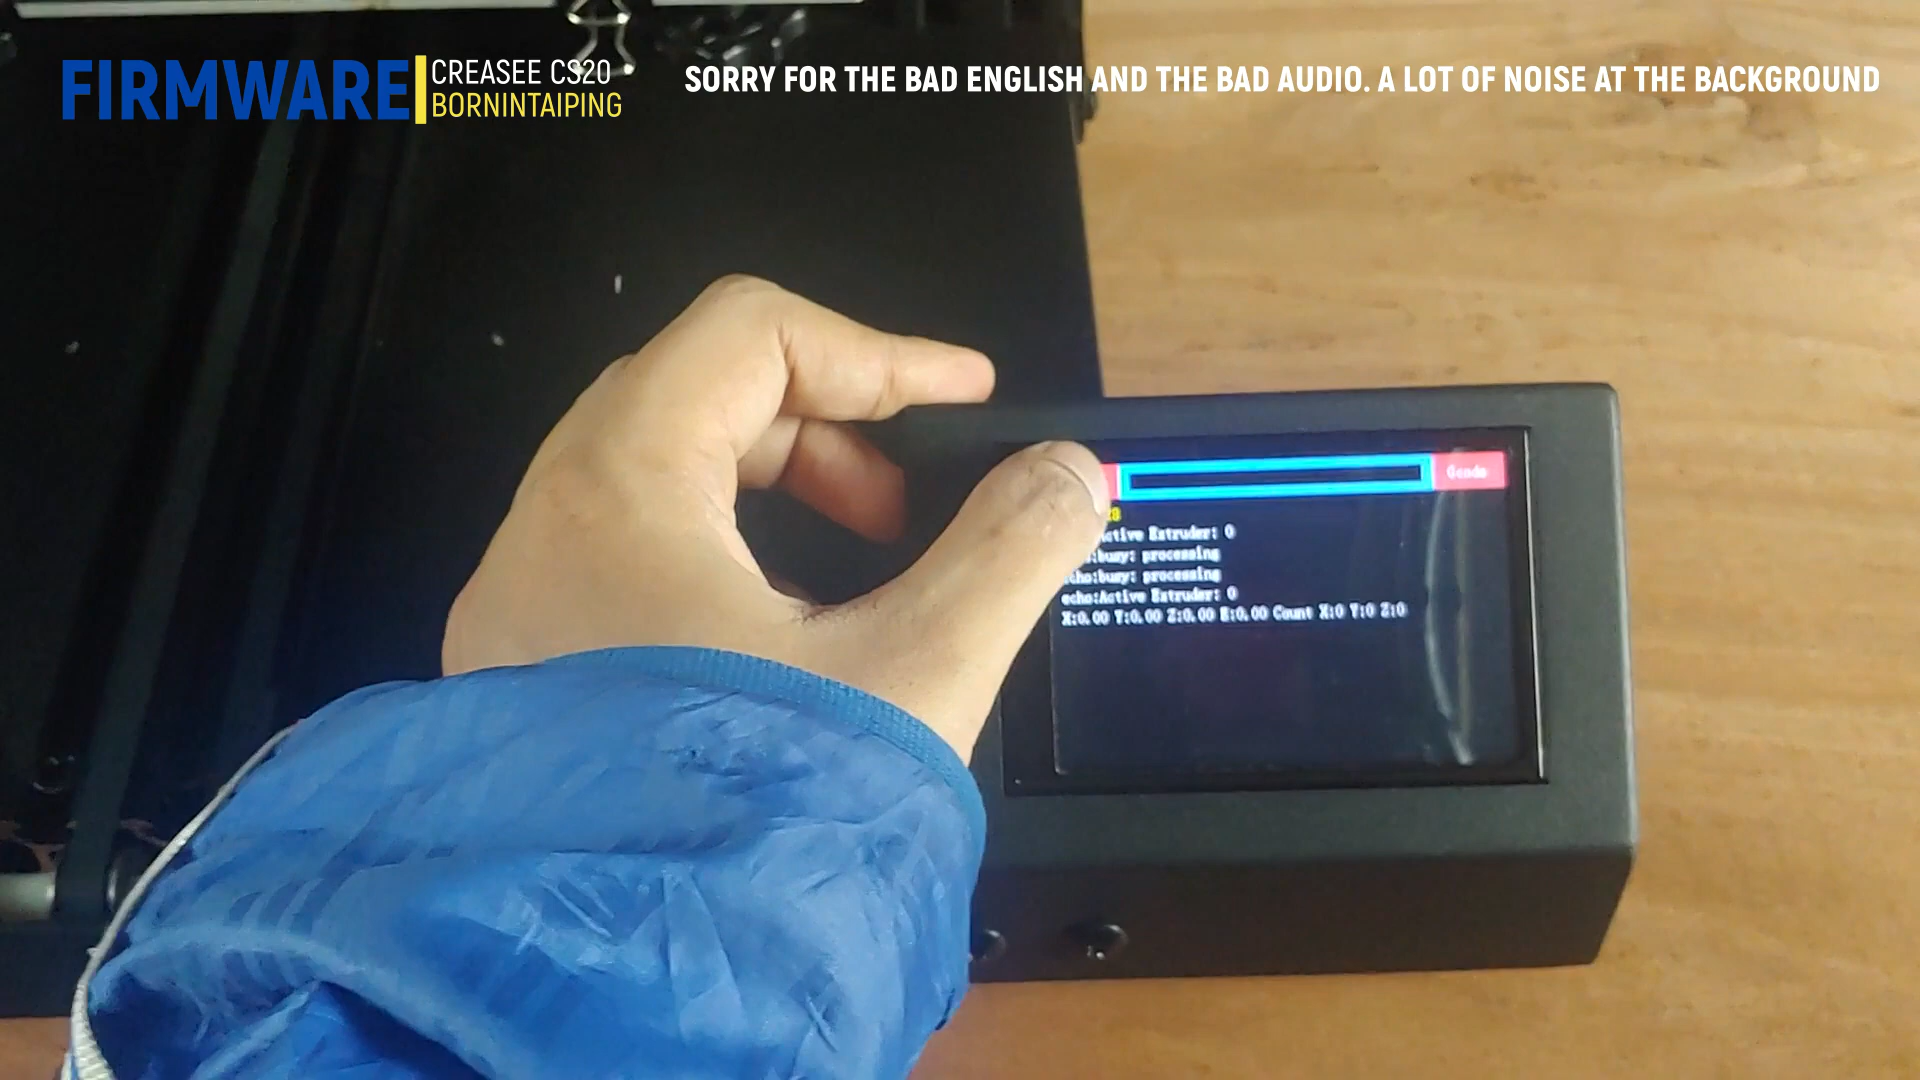 FIRMWARE
CREASEE CS20
BORNINTAIPING
SORRY FOR THE BAD ENGLISH AND THE BAD AUDIO. A LOT OF NOISE AT THE BACKGROUND
Gcode
Active Extruder: 0
busy: processing
echo:busy: processing
echo:Active Extruder: 0
X:0.00 Y:0.00 Z:0.00 E:0.00 Count X:0 Y:0 Z:0